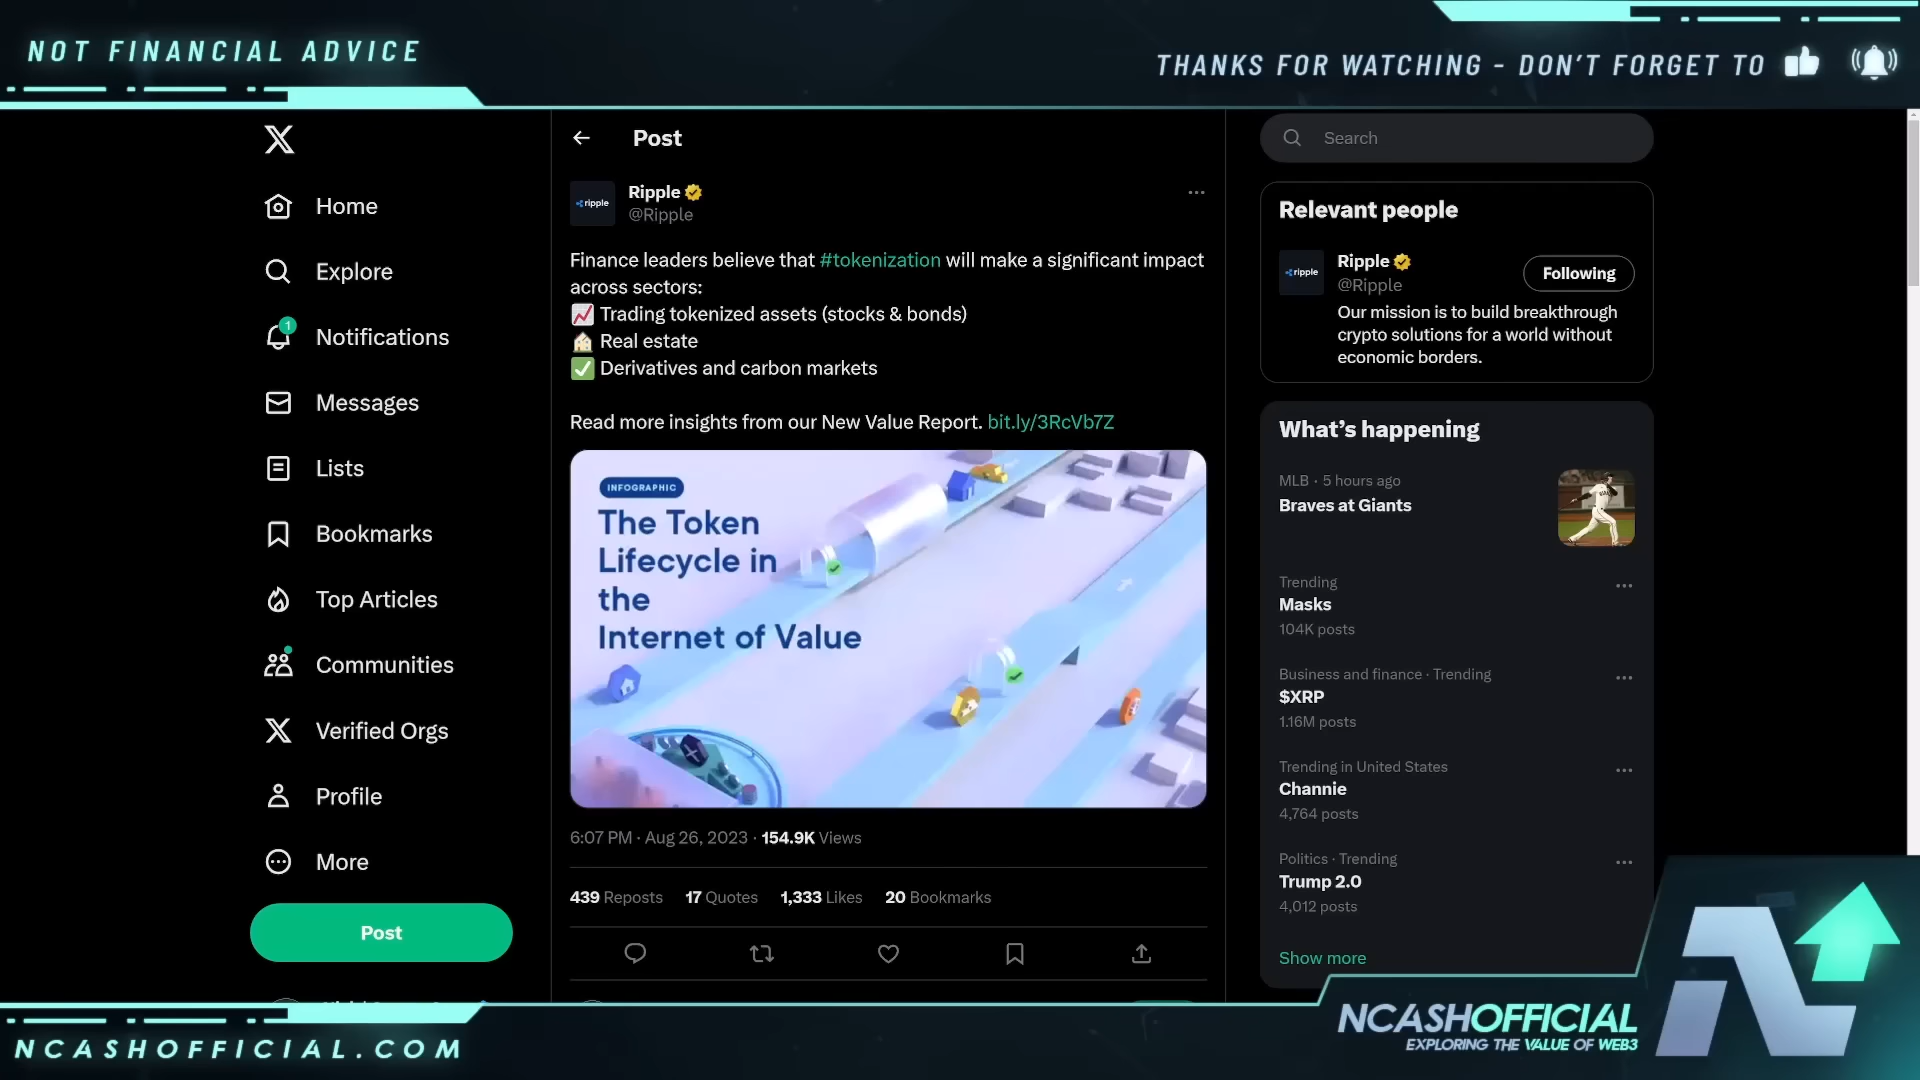 NOT FINANCIAL ADVICE
THANKS FOR WATCHING - DON'T FORGET TO
Home
Explore
1
Notifications
Messages
Lists
Bookmarks
Top Articles
Communities
Verified Orgs
Profile
More
Post
Post
ripple
Ripple
@Ripple
Finance leaders believe that #tokenization will make a significant impact
across sectors:
📈 Trading tokenized assets (stocks & bonds)
🏠 Real estate
✅ Derivatives and carbon markets
Read more insights from our New Value Report. bit.ly/3RcVb7Z
INFOGRAPHIC
The Token
Lifecycle in
the
Internet of Value
6:07 PM · Aug 26, 2023 · 154.9K Views
439 Reposts 17 Quotes 1,333 Likes 20 Bookmarks
Search
Relevant people
ripple
Ripple
@Ripple
Following
Our mission is to build breakthrough
crypto solutions for a world without
economic borders.
What's happening
MLB · 5 hours ago
Braves at Giants
Trending
Masks
104K posts
Business and finance · Trending
$XRP
1.16M posts
Trending in United States
Channie
4,764 posts
Politics · Trending
Trump 2.0
4,012 posts
Show more
NCASHOFFICIAL.COM
NCASHOFFICIAL
EXPLORING THE VALUE OF WEB3